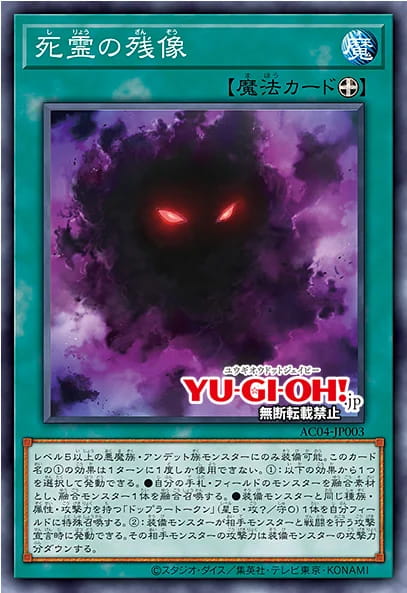 死霊の残像
【魔法カード】
魔
ユウギオウドットジェイピー
YU-GI-OH!.jp
無断転載禁止
AC04-JP003
レベル5以上の悪魔族・アンデット族モンスターにのみ装備可能。このカード
名の①の効果は1ターンに1度しか使用できない。①:以下の効果から1つ
を選択して発動できる。●自分の手札・フィールドのモンスターを融合素材
とし、融合モンスター1体を融合召喚する。●装備モンスターと同じ種族・
属性・攻撃力を持つ「ドッペルトークン」(星5・攻?/守0)1体を自分フィー
ルドに特殊召喚する。②:装備モンスターが相手モンスターと戦闘を行う攻撃
宣言時に発動できる。その相手モンスターの攻撃力は装備モンスターの攻撃力
分ダウンする。
©スタジオ・ダイス/集英社・テレビ東京・KONAMI